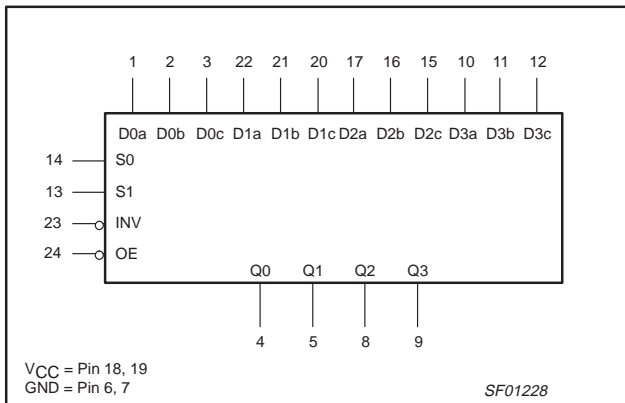 1 2 3 22 21 20 17 16 15 10 11 12
D0a D0b D0c D1a D1b D1c D2a D2b D2c D3a D3b D3c
14 S0
13 S1
23 INV
24 OE
Q0 Q1 Q2 Q3
4 5 8 9
VCC = Pin 18, 19
GND = Pin 6, 7
SF01228